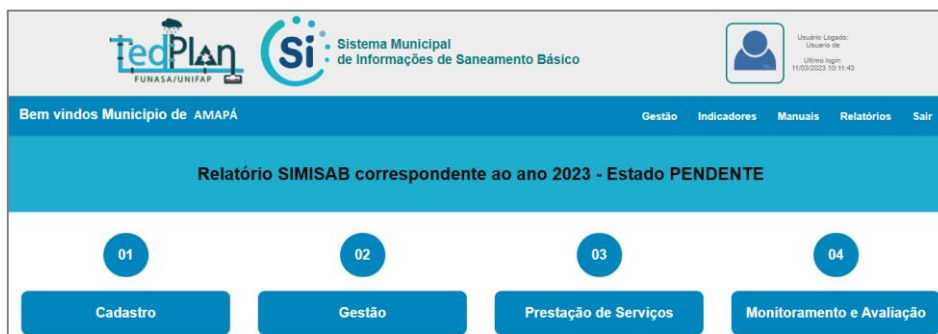 TedPlan
FUNASA/UNIFAP
Si
Sistema Municipal
de Informações de Saneamento Básico
Usuário Logado:
Usuario de
Ultimo login:
11/03/2023 10:11:43
Bem vindos Município de AMAPÁ
Gestão Indicadores Manuais Relatórios Sair
Relatório SIMISAB correspondente ao ano 2023 - Estado PENDENTE
01 02 03 04
Cadastro Gestão Prestação de Serviços Monitoramento e Avaliação